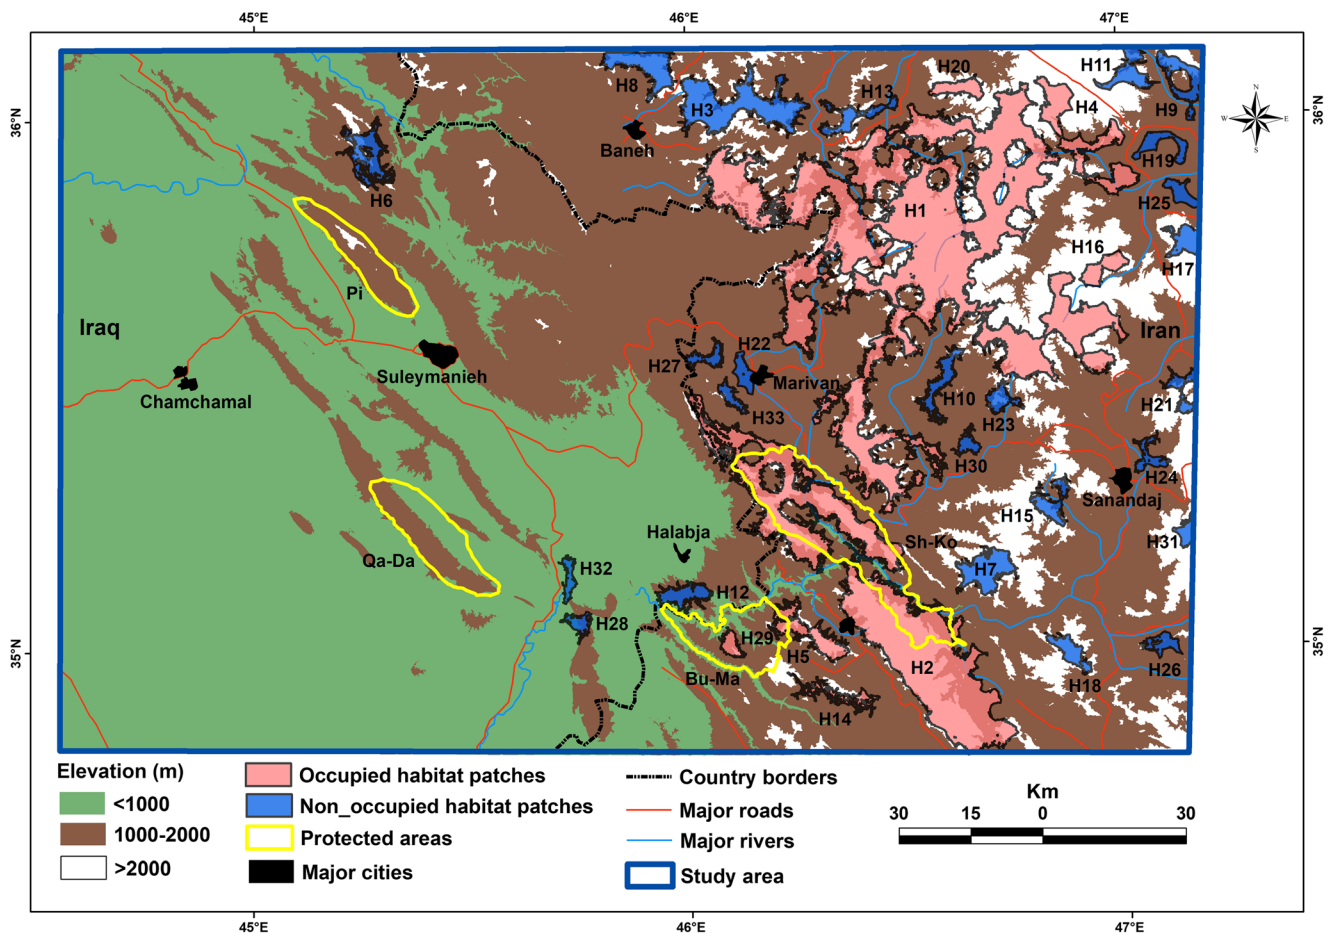 45°E
46°E
47°E
36°N
36°N
H8
H3
H13
H20
H4
H11
H9
Baneh
H19
H6
H1
H25
H16
H17
Pi
Iraq
Iran
Suleymanieh
H27
H22
Marivan
Chamchamal
H33
H10
H23
H21
H30
H24
Sanandaj
H15
Halabja
Sh-Ko
H31
Qa-Da
H32
H7
H12
H28
H29
H5
35°N
35°N
Bu-Ma
H2
H18
H26
H14
Elevation (m)
<1000
1000-2000
>2000
Occupied habitat patches
Non_occupied habitat patches
Protected areas
Major cities
Country borders
Major roads
Major rivers
Study area
Km
30 15 0 30
N
W E
S
45°E
46°E
47°E